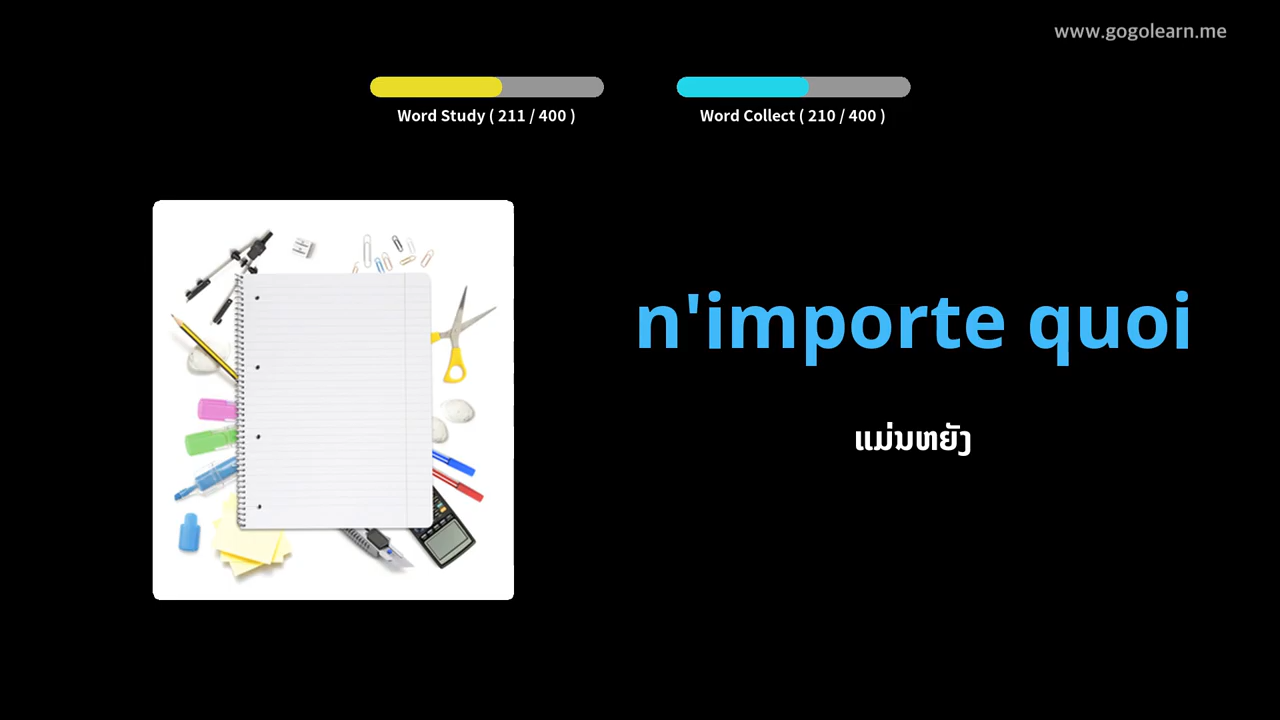 www.gogolearn.me
Word Study ( 211 / 400 )
Word Collect ( 210 / 400 )
n'importe quoi
ແມ່ນຫຍັງ